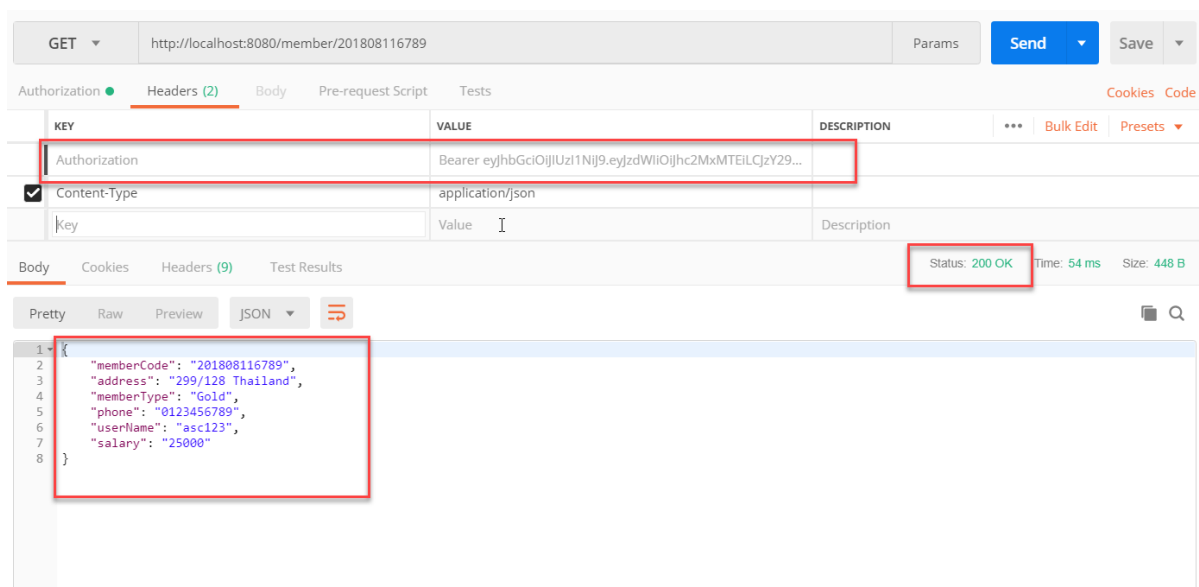 GET http://localhost:8080/member/201808116789 Params Send Save
Authorization Headers (2) Body Pre-request Script Tests Cookies Code
KEY VALUE DESCRIPTION ••• Bulk Edit Presets
Authorization Bearer eyJhbGciOiJIUzI1NiJ9.eyJzdWIiOiJhc2MxMTEiLCJzY29...
Content-Type application/json
Key Value Description
Body Cookies Headers (9) Test Results Status: 200 OK Time: 54 ms Size: 448 B
Pretty Raw Preview JSON
1 {
2 "memberCode": "201808116789",
3 "address": "299/128 Thailand",
4 "memberType": "Gold",
5 "phone": "0123456789",
6 "userName": "asc123",
7 "salary": "25000"
8 }